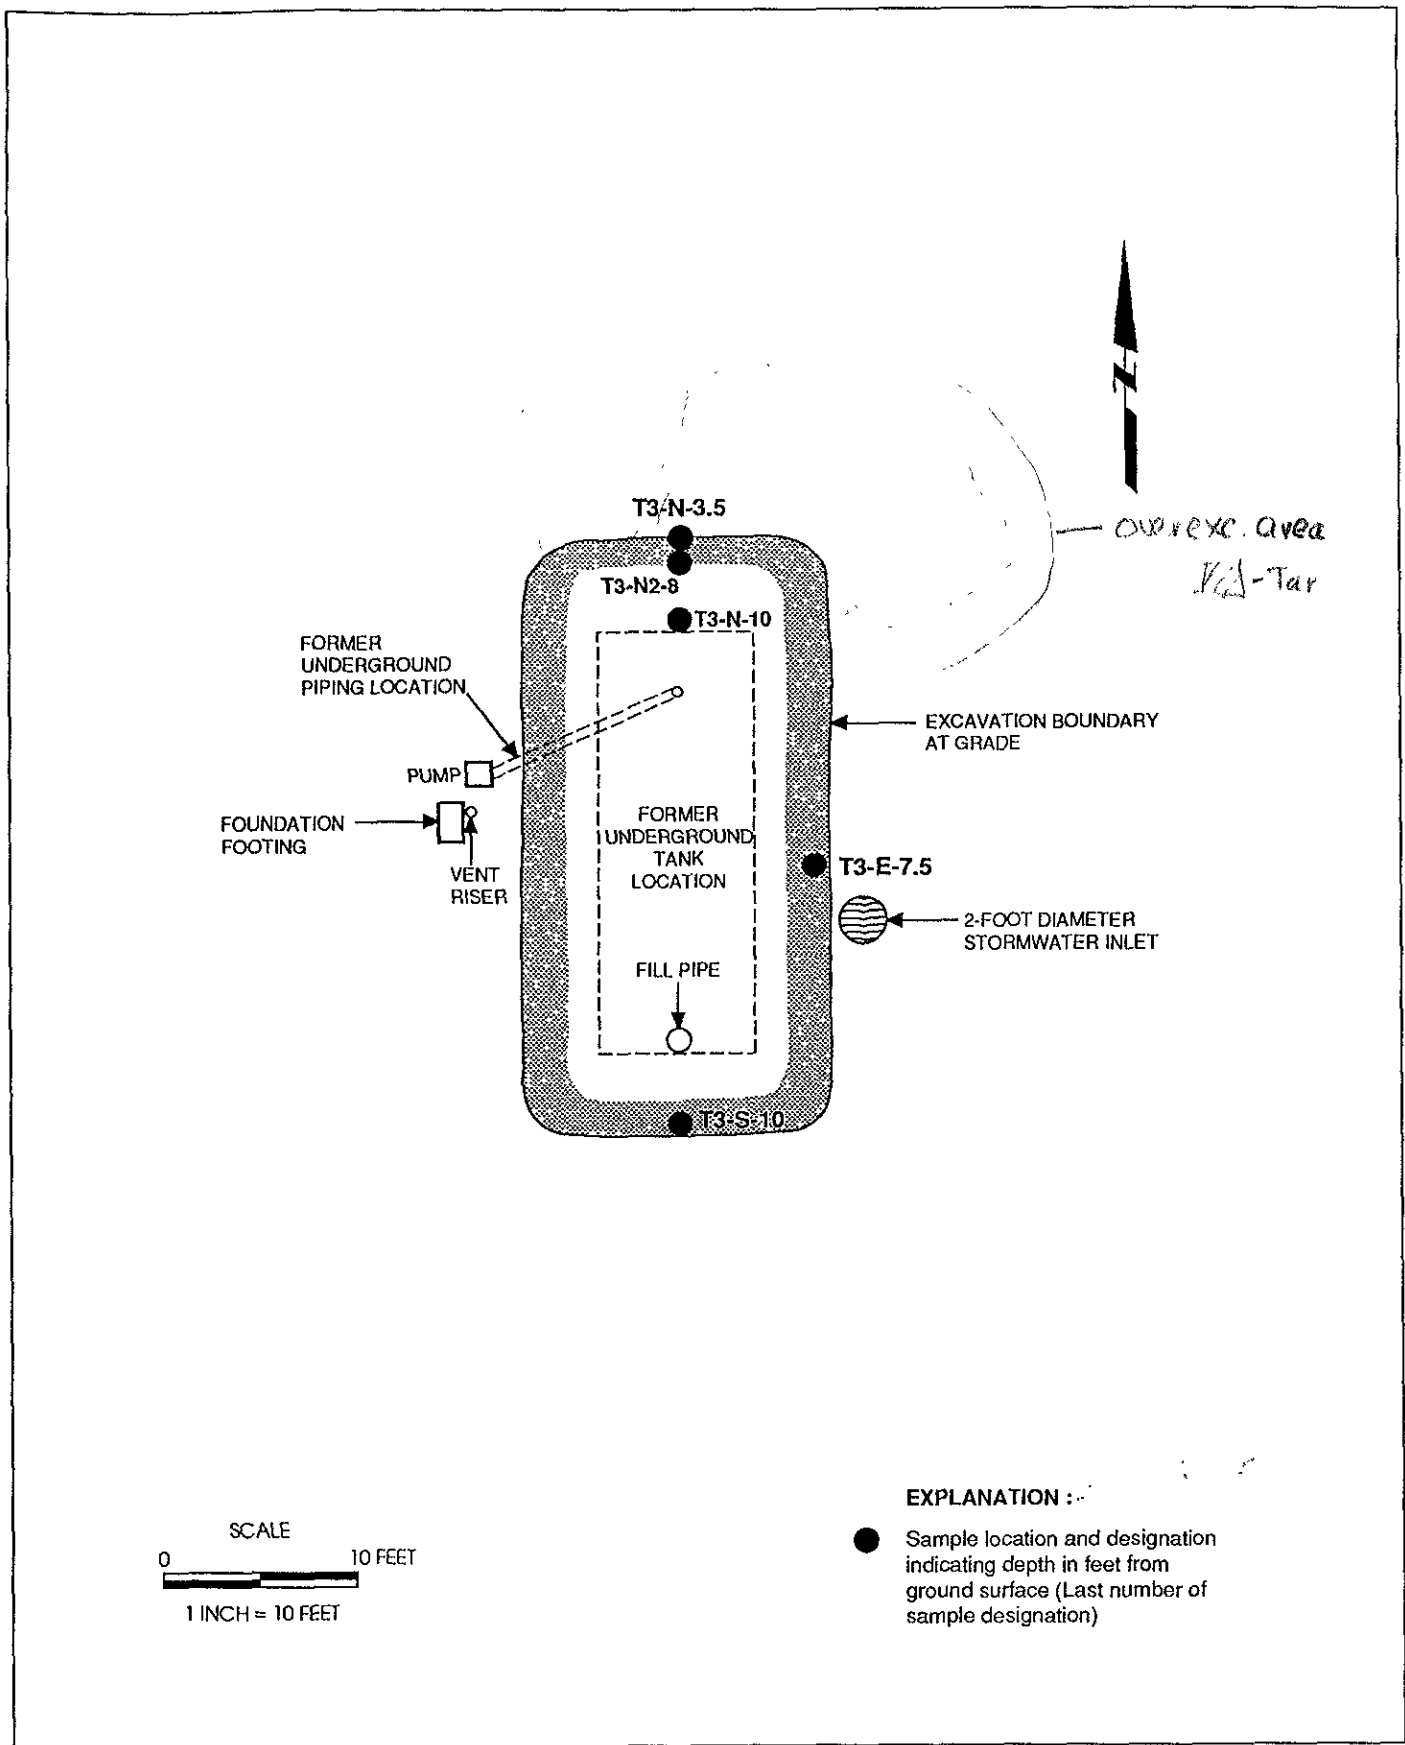 T3-N-3.5
T3-N2-8
T3-N-10
overexc. area
-Tar
FORMER
UNDERGROUND
PIPING LOCATION
EXCAVATION BOUNDARY
AT GRADE
PUMP
FOUNDATION
FOOTING
VENT
RISER
FORMER
UNDERGROUND
TANK
LOCATION
T3-E-7.5
2-FOOT DIAMETER
STORMWATER INLET
FILL PIPE
T3-S-10
SCALE
0 10 FEET
1 INCH = 10 FEET
EXPLANATION :
Sample location and designation
indicating depth in feet from
ground surface (Last number of
sample designation)